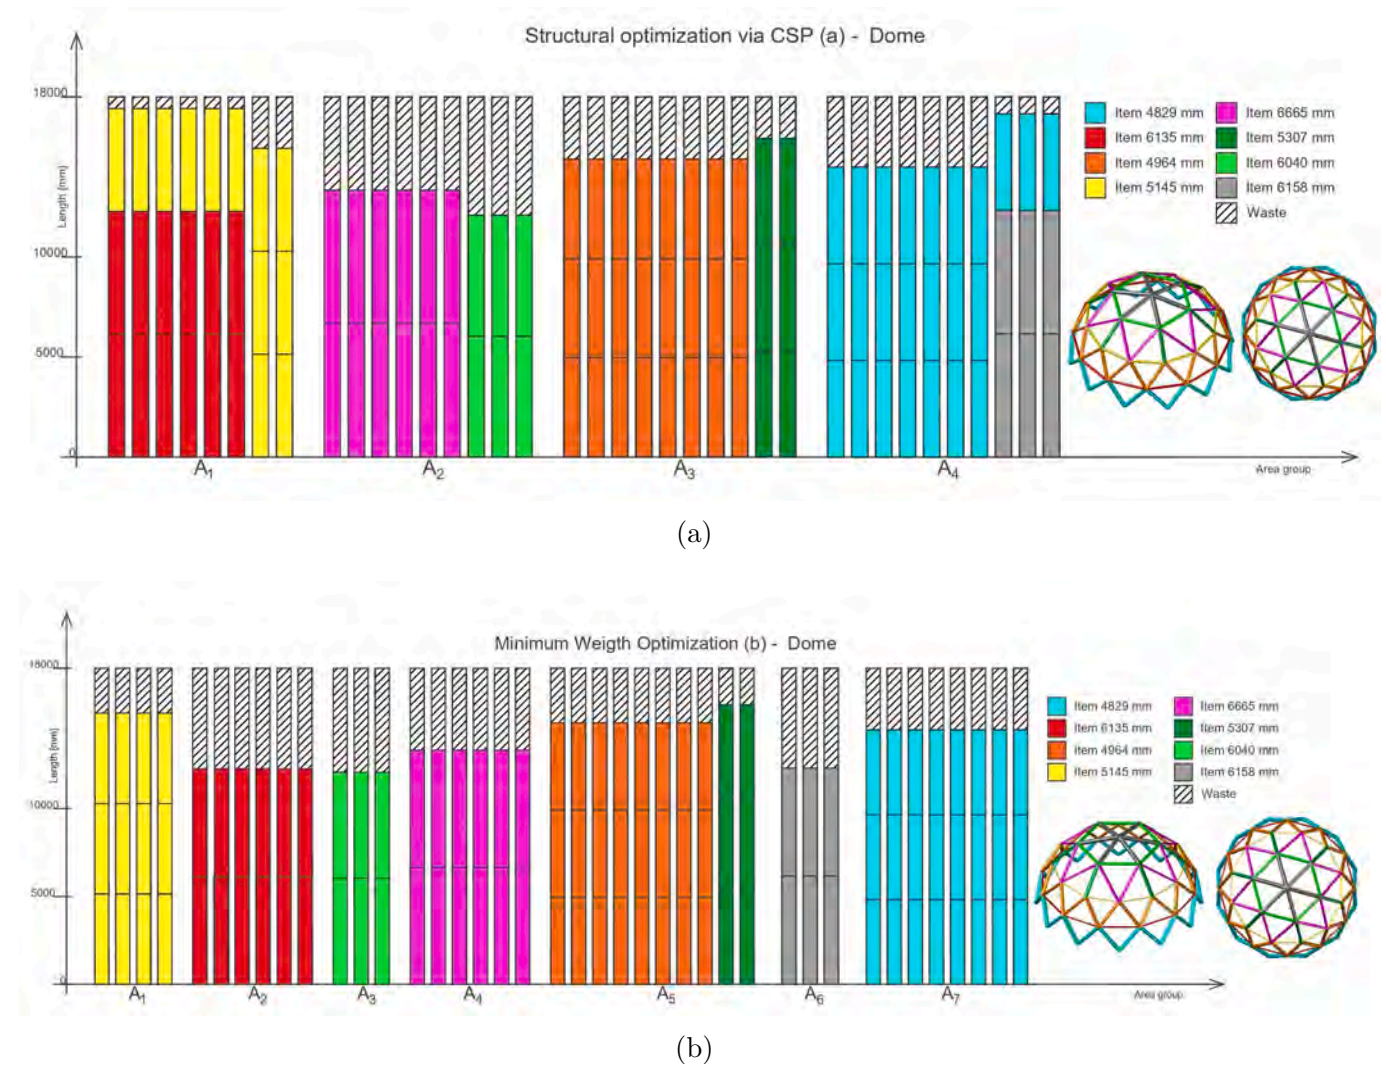 Structural optimization via CSP (a) - Dome
18000
10000
5000
0
Length [mm]
A1
A2
A3
A4
Area group
Item 4829 mm
Item 6135 mm
Item 4964 mm
Item 5145 mm
Item 6665 mm
Item 5307 mm
Item 6040 mm
Item 6158 mm
Waste
(a)
Minimum Weigth Optimization (b) - Dome
18000
10000
5000
0
Length [mm]
A1
A2
A3
A4
A5
A6
A7
Area group
Item 4829 mm
Item 6135 mm
Item 4964 mm
Item 5145 mm
Item 6665 mm
Item 5307 mm
Item 6040 mm
Item 6158 mm
Waste
(b)